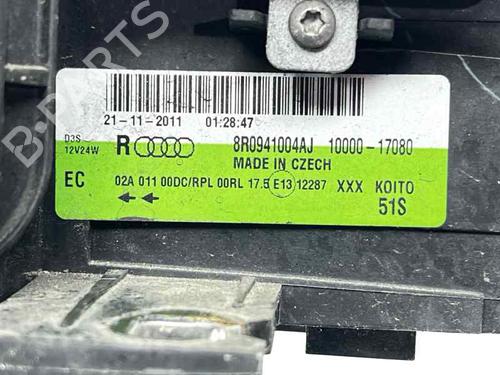 B-PARTS
21-11-2011 01:28:47
D3S
12V24W
R
8R0941004AJ 10000-17080
MADE IN CZECH
EC 02A 011 00DC/RPL 00RL 17.5 E13 12287 XXX KOITO
51S